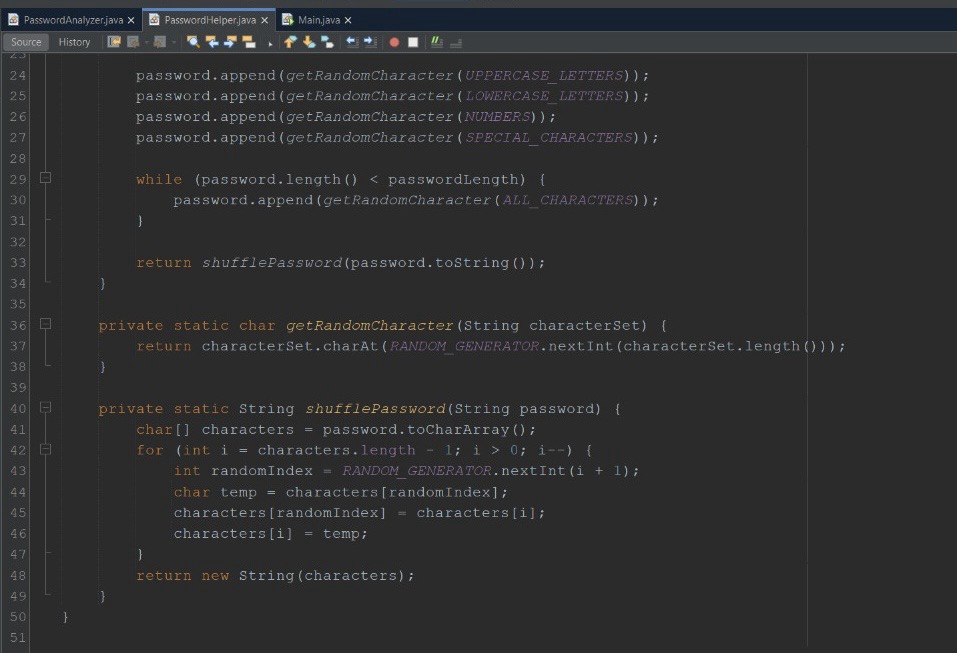 PasswordAnalyzer.java × PasswordHelper.java × Main.java ×
Source History
23
24 password.append(getRandomCharacter(UPPERCASE_LETTERS));
25 password.append(getRandomCharacter(LOWERCASE_LETTERS));
26 password.append(getRandomCharacter(NUMBERS));
27 password.append(getRandomCharacter(SPECIAL_CHARACTERS));
28
29 while (password.length() < passwordLength) {
30 password.append(getRandomCharacter(ALL_CHARACTERS));
31 }
32
33 return shufflePassword(password.toString());
34 }
35
36 private static char getRandomCharacter(String characterSet) {
37 return characterSet.charAt(RANDOM_GENERATOR.nextInt(characterSet.length()));
38 }
39
40 private static String shufflePassword(String password) {
41 char[] characters = password.toCharArray();
42 for (int i = characters.length - 1; i > 0; i--) {
43 int randomIndex = RANDOM_GENERATOR.nextInt(i + 1);
44 char temp = characters[randomIndex];
45 characters[randomIndex] = characters[i];
46 characters[i] = temp;
47 }
48 return new String(characters);
49 }
50 }
51